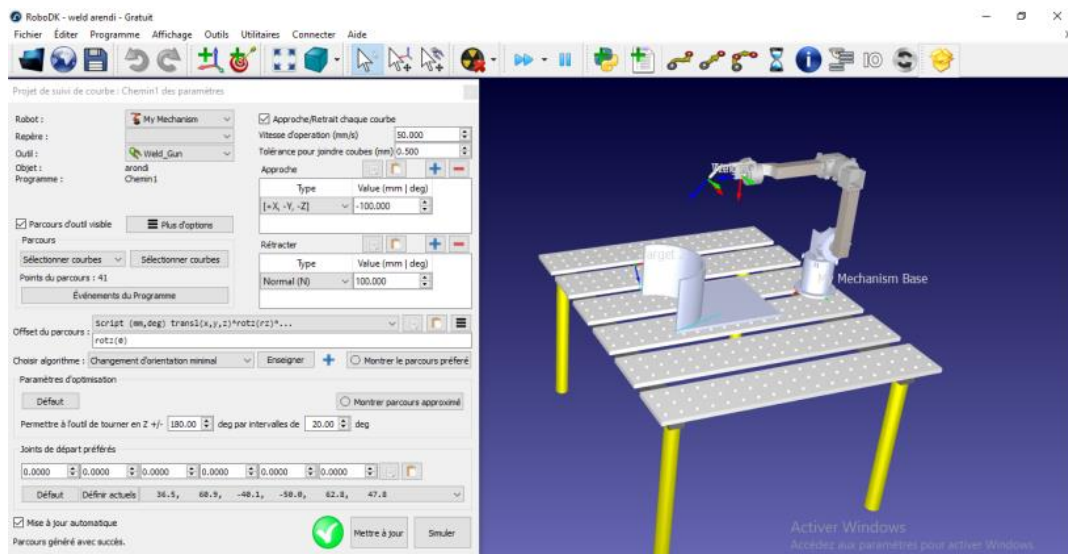 RoboDK - weld arendi - Gratuit
Fichier Éditer Programme Affichage Outils Utilitaires Connecter Aide
Projet de suivi de courbe : Chemin1 des paramètres
Robot : My Mechanism
Repère :
Outil : Weld_Gun
Objet : arondi
Programme : Chemin1
Parcours d'outil visible
Plus d'options
Parcours
Sélectionner courbes Sélectionner courbes
Points du parcours : 41
Événements du Programme
Approche/Retrait chaque courbe
Vitesse d'operation (mm/s) 50.000
Tolérance pour joindre coubes (mm) 0.500
Approche
Type Value (mm | deg)
[+X, -Y, -Z] -100.000
Rétracter
Type Value (mm | deg)
Normal (N) 100.000
Offset du parcours : Script (mm,deg) transl(x,y,z)*rotz(rz)*...
rotz(0)
Choisir algorithme : Changement d'orientation minimal Enseigner Montrer le parcours préferé
Paramètres d'optimisation
Défaut Montrer parcours approximé
Permettre à l'outil de tourner en Z +/- 180.00 deg par intervalles de 20.00 deg
Joints de départ préférés
0.0000 0.0000 0.0000 0.0000 0.0000 0.0000
Défaut Définir actuels 36.5, 60.9, -40.1, -50.0, 62.8, 47.8
Mise à jour automatique
Parcours généré avec succès.
Mettre à jour Simuler
IO
Target
Mechanism Base
Activer Windows
Accédez aux paramètres pour activer Windows.